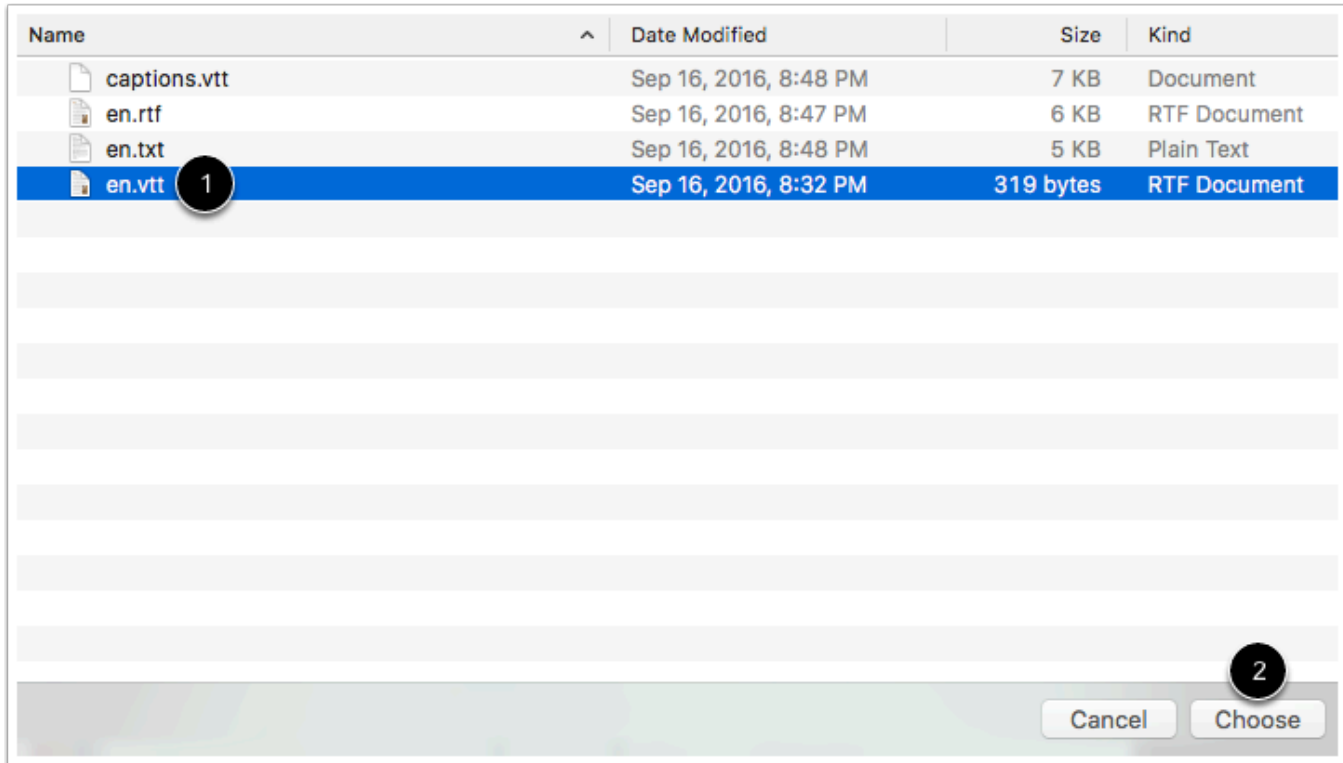 Name Date Modified Size Kind
captions.vtt Sep 16, 2016, 8:48 PM 7 KB Document
en.rtf Sep 16, 2016, 8:47 PM 6 KB RTF Document
en.txt Sep 16, 2016, 8:48 PM 5 KB Plain Text
en.vtt 1 Sep 16, 2016, 8:32 PM 319 bytes RTF Document
2
Cancel Choose